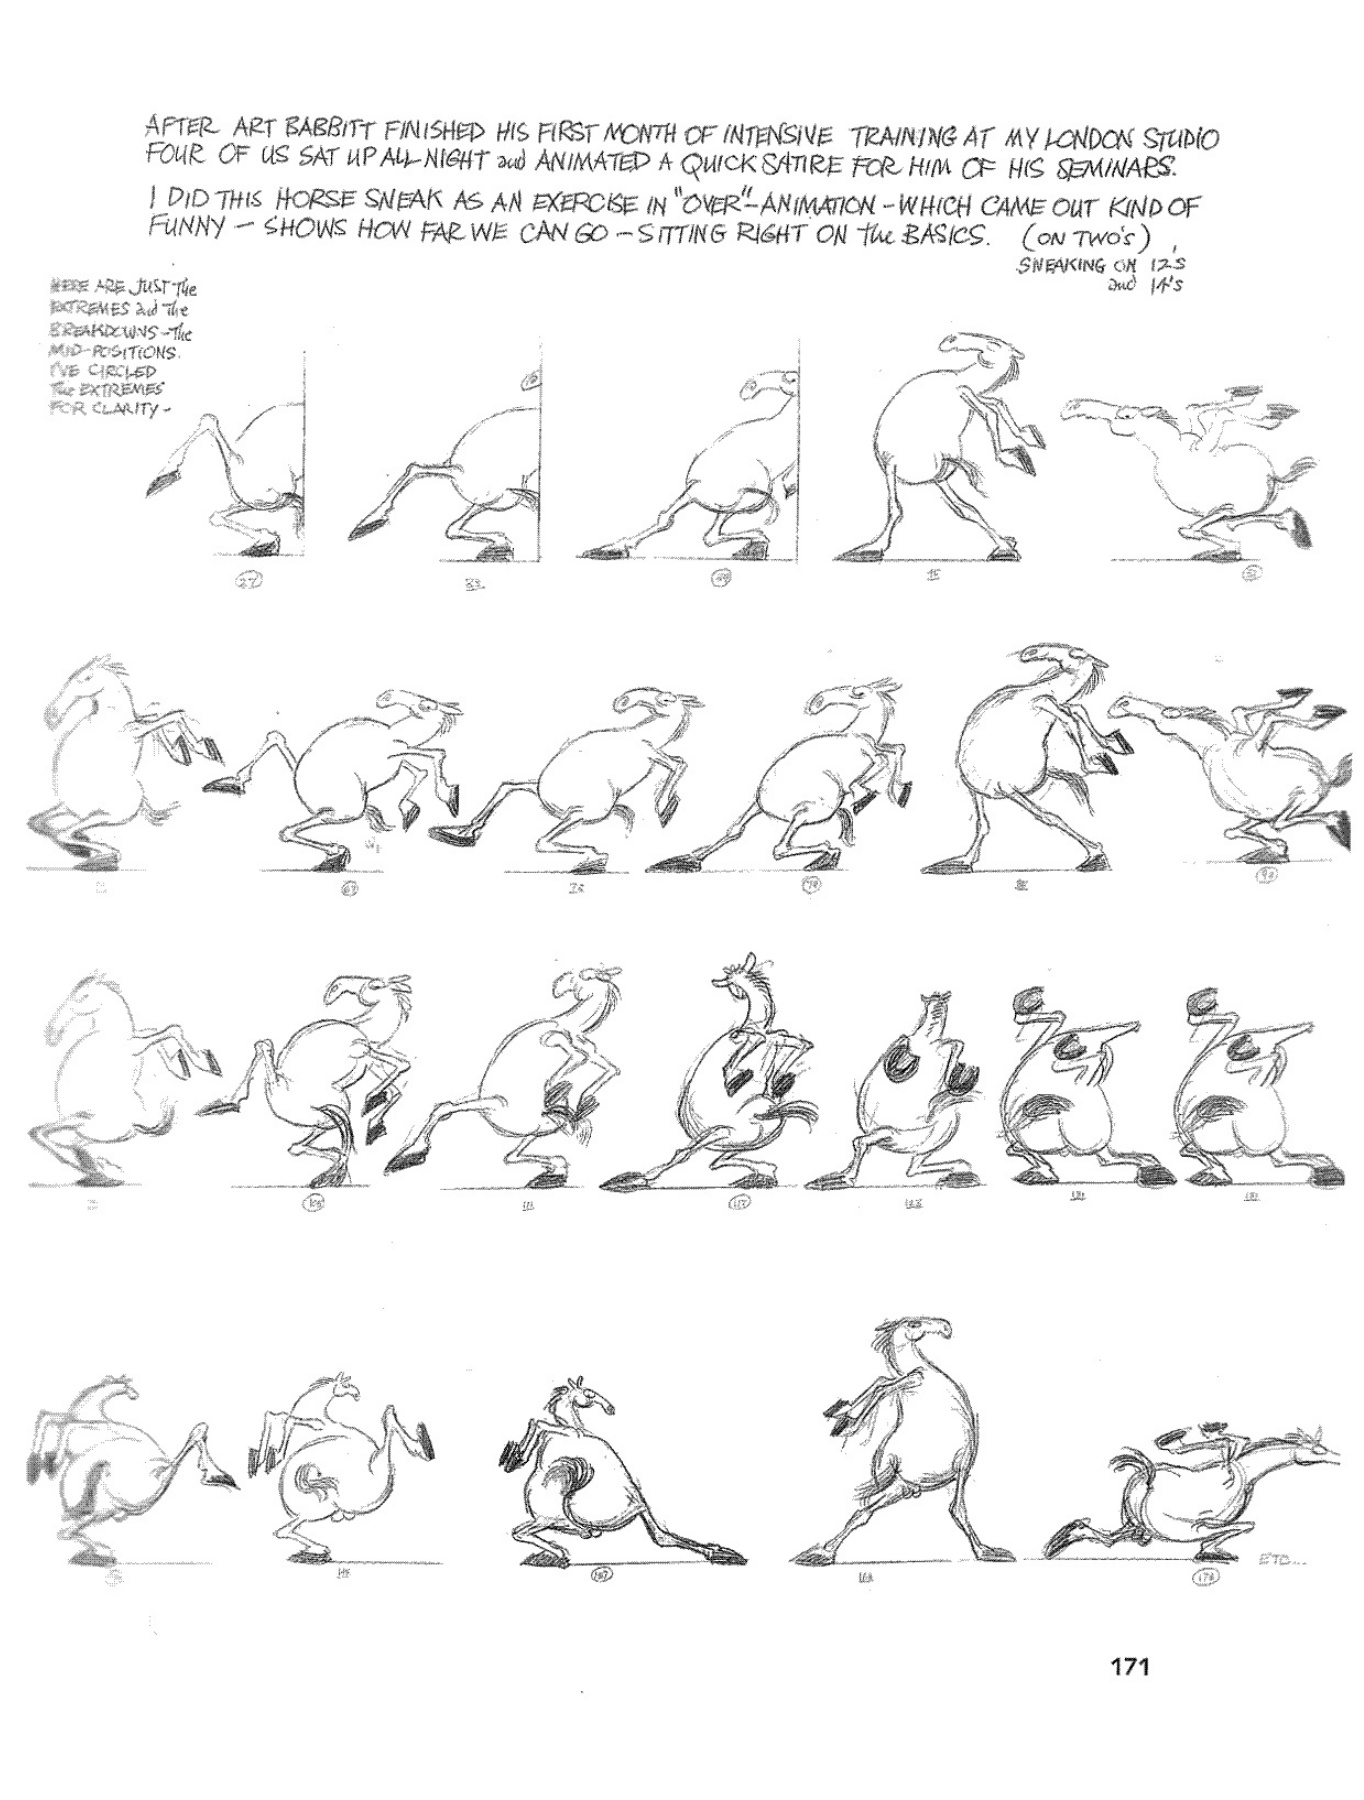 AFTER ART BABBITT FINISHED HIS FIRST MONTH OF INTENSIVE TRAINING AT MY LONDON STUDIO
FOUR OF US SAT UP ALL NIGHT and ANIMATED A QUICK SATIRE FOR HIM OF HIS SEMINARS.
I DID THIS HORSE SNEAK AS AN EXERCISE IN "OVER"-ANIMATION - WHICH CAME OUT KIND OF
FUNNY - SHOWS HOW FAR WE CAN GO - SITTING RIGHT ON the BASICS. (ON TWO'S)
SNEAKING ON 12'S
and 14'S
HERE ARE JUST the
EXTREMES and the
BREAKDOWNS - the
MID-POSITIONS.
I'VE CIRCLED
the EXTREMES
FOR CLARITY -
27 33 51
117
ETC...
171